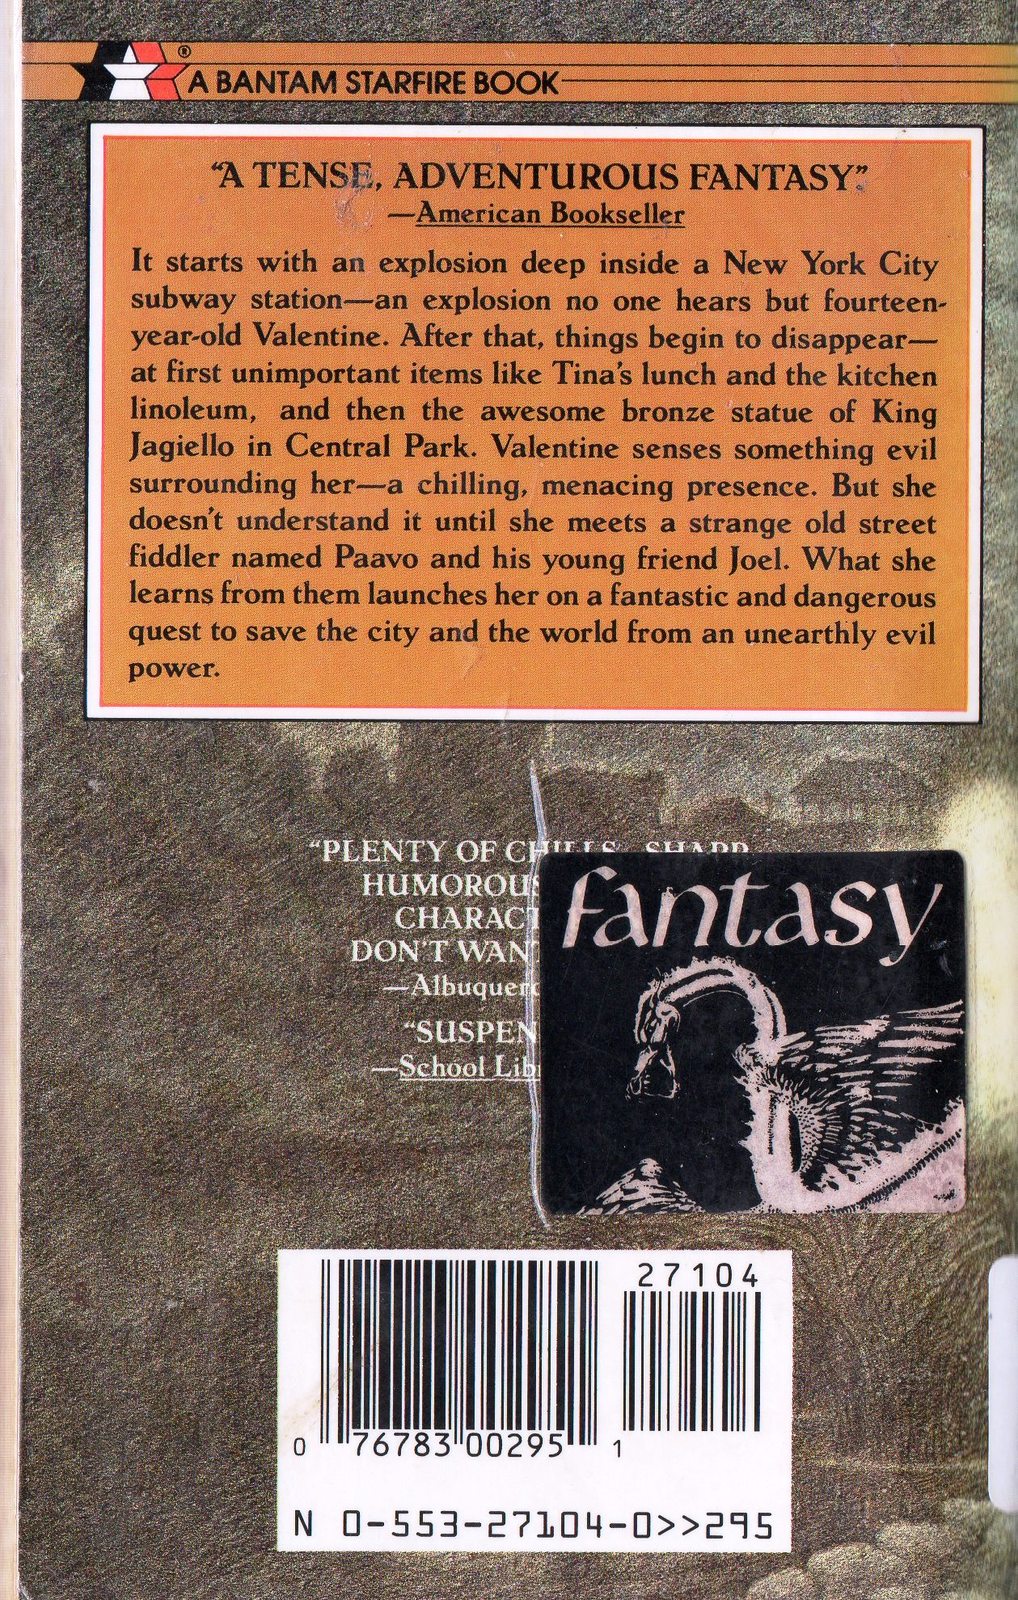 ®
A BANTAM STARFIRE BOOK
“A TENSE, ADVENTUROUS FANTASY”
—American Bookseller
It starts with an explosion deep inside a New York City
subway station—an explosion no one hears but fourteen-
year-old Valentine. After that, things begin to disappear—
at first unimportant items like Tina's lunch and the kitchen
linoleum, and then the awesome bronze statue of King
Jagiello in Central Park. Valentine senses something evil
surrounding her—a chilling, menacing presence. But she
doesn't understand it until she meets a strange old street
fiddler named Paavo and his young friend Joel. What she
learns from them launches her on a fantastic and dangerous
quest to save the city and the world from an unearthly evil
power.
“PLENTY OF CHILLS, SHARP
HUMOROUS
CHARACT
DON'T WANT
—Albuquerq
“SUSPEN
—School Lib
fantasy
27104
0 76783 00295 1
N 0-553-27104-0>>295